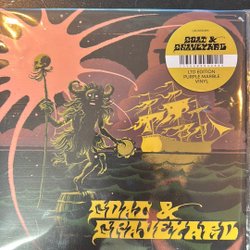 GOAT &
GRAVEYARD
LTD EDITION
PURPLE MARBLE
VINYL
GOAT &
GRAVEYARD